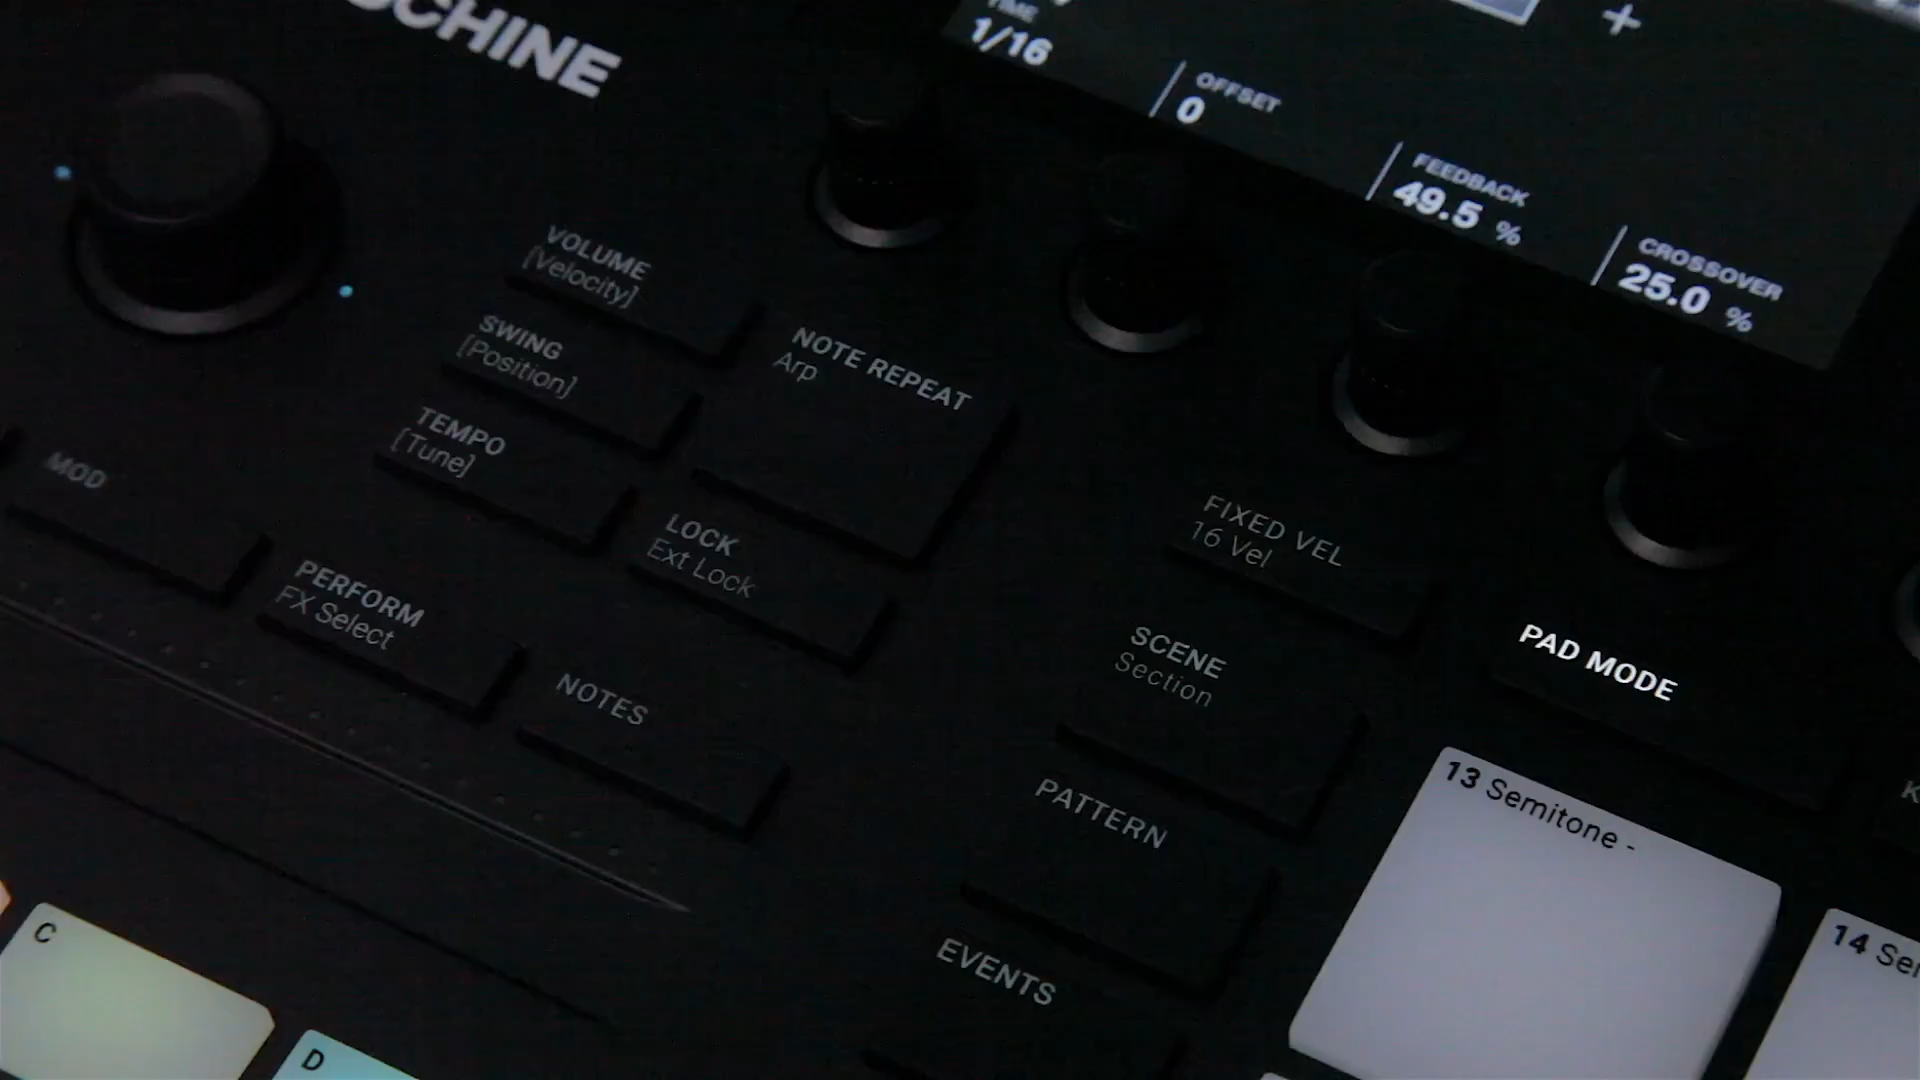 CHINE
TIME
1/16
OFFSET
0
FEEDBACK
49.5 %
CROSSOVER
25.0 %
+
VOLUME
[Velocity]
SWING
[Position]
TEMPO
[Tune]
NOTE REPEAT
Arp
MOD
LOCK
Ext Lock
PERFORM
FX Select
NOTES
FIXED VEL
16 Vel
SCENE
Section
PAD MODE
PATTERN
EVENTS
13 Semitone -
14 Se
K
C
D